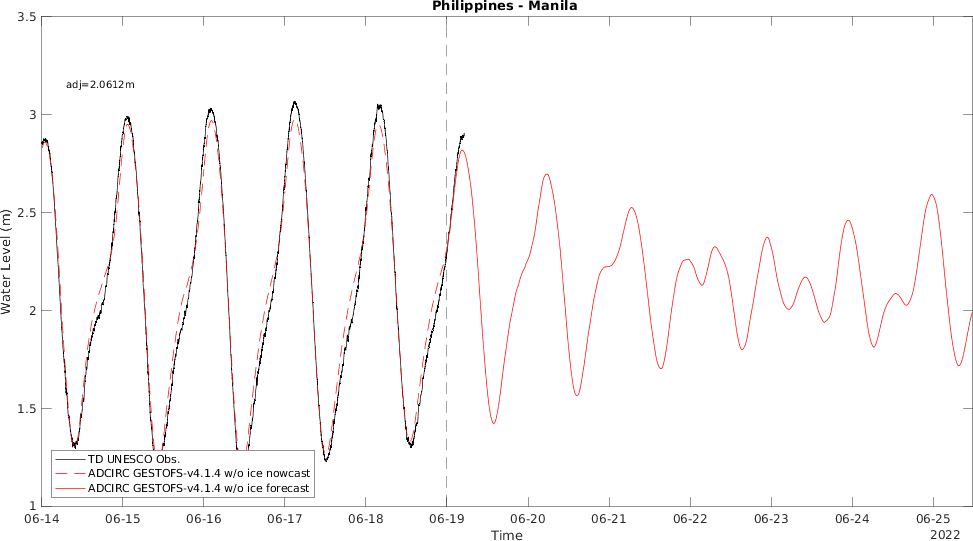 Philippines - Manila
3.5
adj=2.0612m
3
2.5
Water Level (m)
2
1.5
TD UNESCO Obs.
ADCIRC GESTOFS-v4.1.4 w/o ice nowcast
ADCIRC GESTOFS-v4.1.4 w/o ice forecast
1
06-14 06-15 06-16 06-17 06-18 06-19 06-20 06-21 06-22 06-23 06-24 06-25
Time
2022